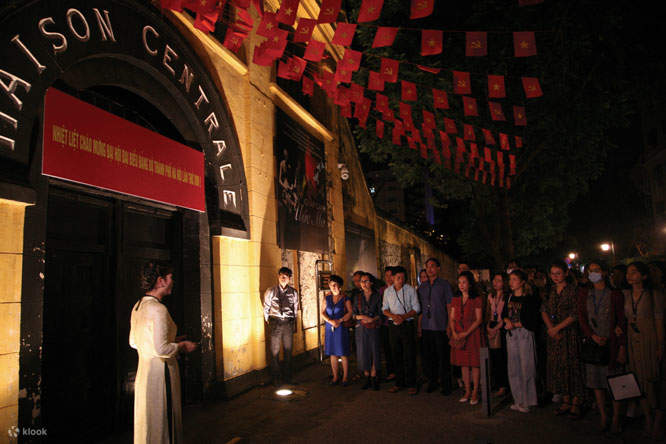 MAISON CENTRALE
NHIỆT LIỆT CHÀO MỪNG ĐẠI HỘI ĐẠI BIỂU ĐẢNG BỘ THÀNH PHỐ HÀ NỘI LẦN THỨ XVII !
klook